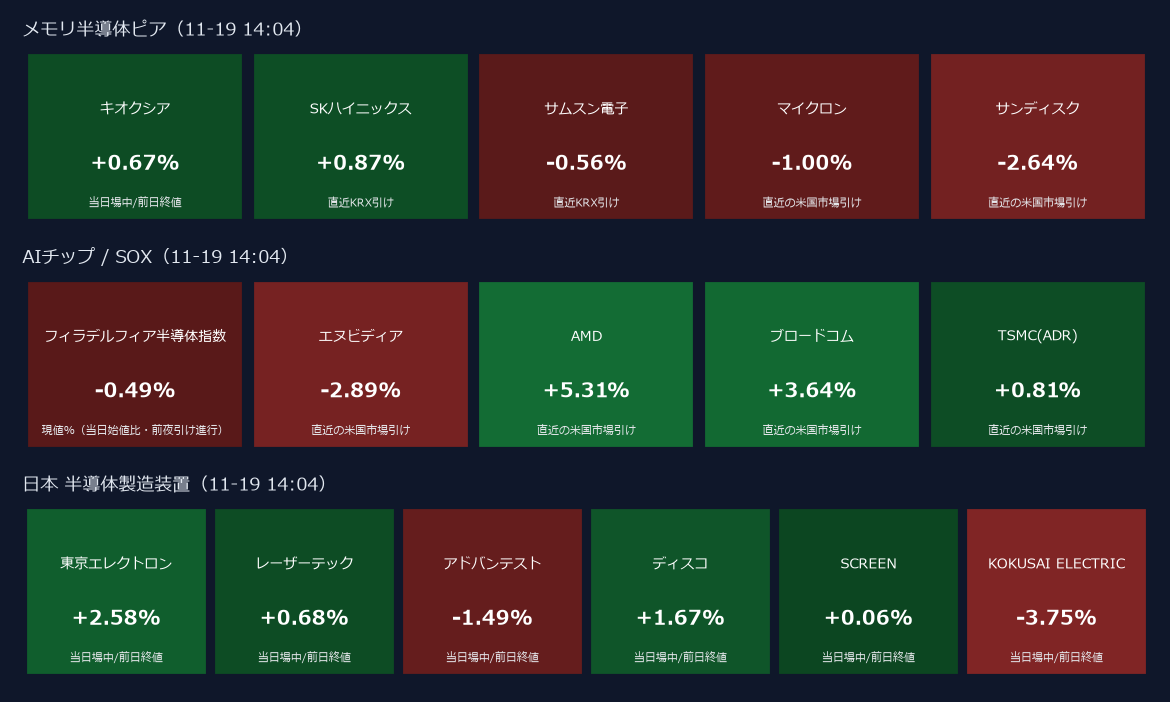 メモリ半導体ピア（11-19 14:04）
キオクシア
+0.67%
当日場中/前日終値
SKハイニックス
+0.87%
直近KRX引け
サムスン電子
-0.56%
直近KRX引け
マイクロン
-1.00%
直近の米国市場引け
サンディスク
-2.64%
直近の米国市場引け
AIチップ / SOX（11-19 14:04）
フィラデルフィア半導体指数
-0.49%
現値%（当日始値比・前夜引け進行）
エヌビディア
-2.89%
直近の米国市場引け
AMD
+5.31%
直近の米国市場引け
ブロードコム
+3.64%
直近の米国市場引け
TSMC(ADR)
+0.81%
直近の米国市場引け
日本 半導体製造装置（11-19 14:04）
東京エレクトロン
+2.58%
当日場中/前日終値
レーザーテック
+0.68%
当日場中/前日終値
アドバンテスト
-1.49%
当日場中/前日終値
ディスコ
+1.67%
当日場中/前日終値
SCREEN
+0.06%
当日場中/前日終値
KOKUSAI ELECTRIC
-3.75%
当日場中/前日終値